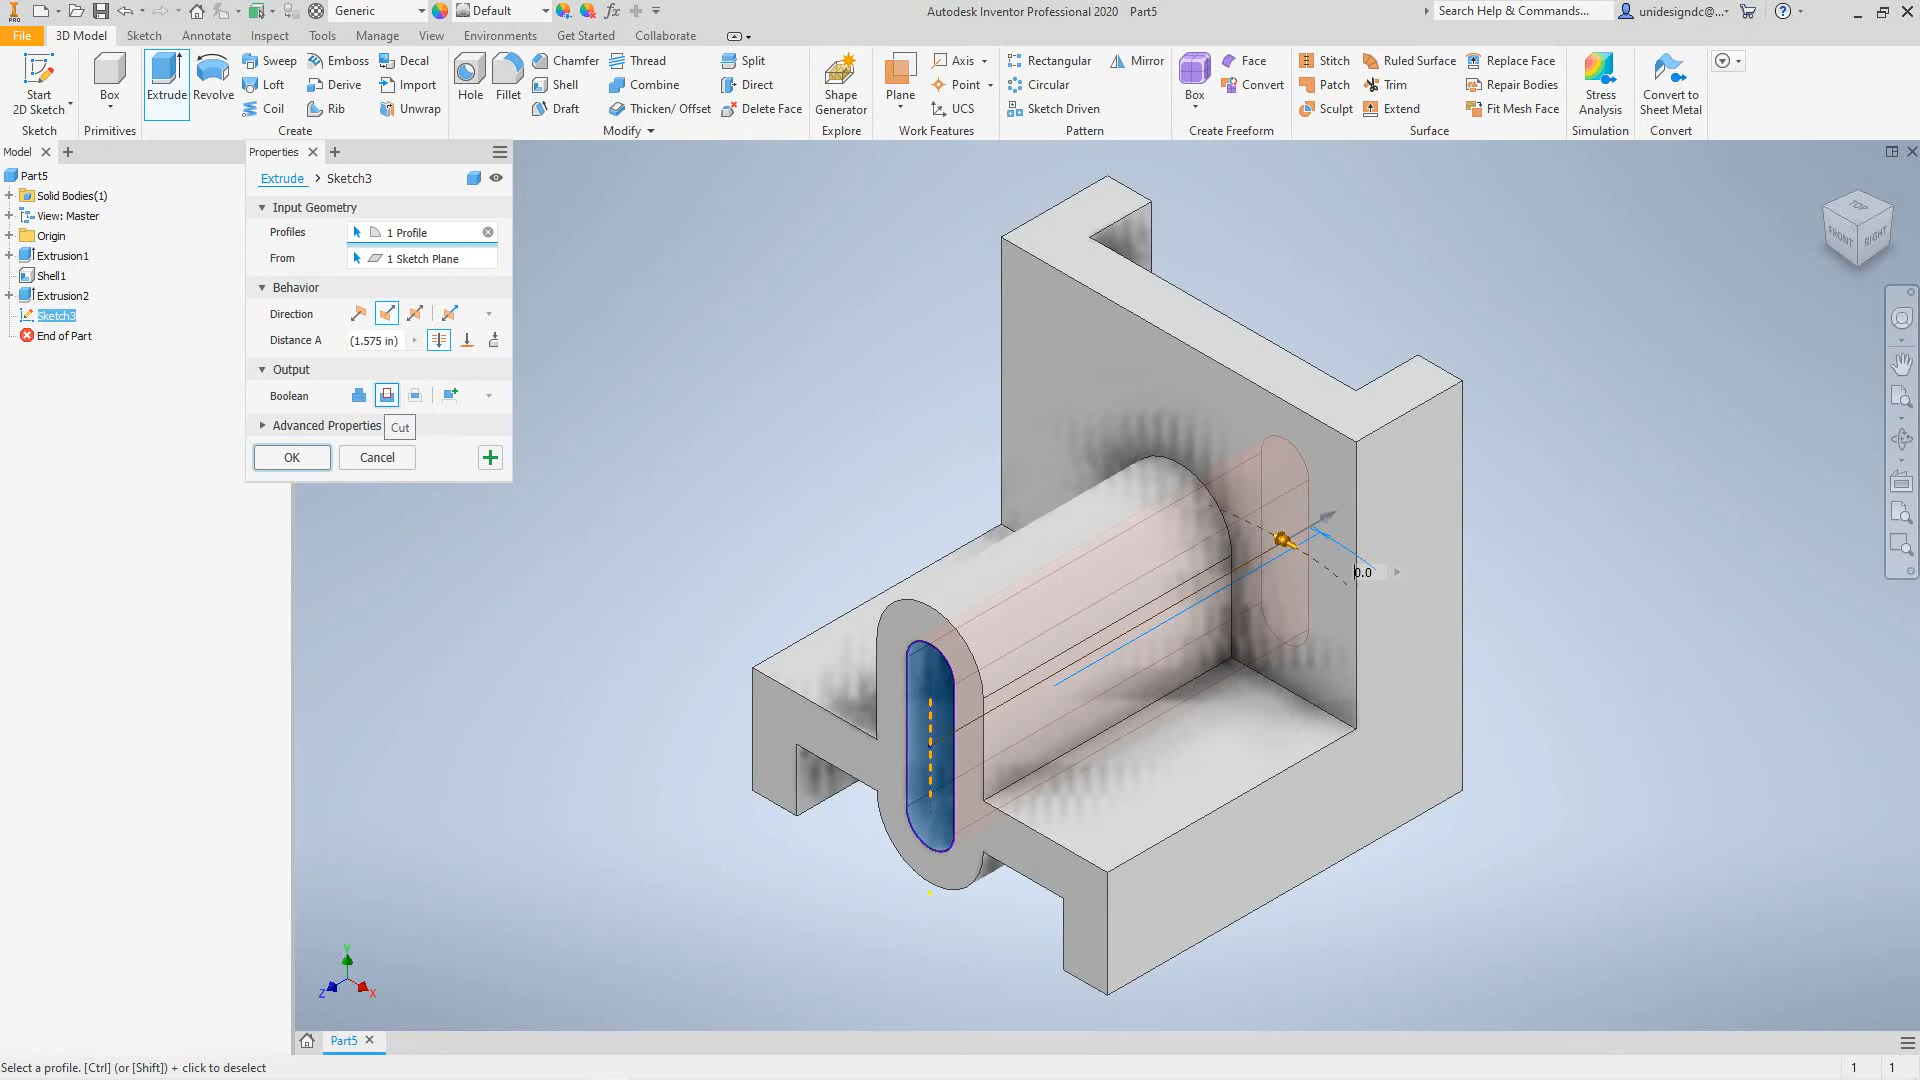 PRO
Generic
Default
fx
Autodesk Inventor Professional 2020 Part5
Search Help & Commands...
unidesigndc@...
File 3D Model Sketch Annotate Inspect Tools Manage View Environments Get Started Collaborate
Start
2D Sketch
Box
Extrude
Revolve
Sweep Emboss Decal
Loft Derive Import
Coil Rib Unwrap
Hole
Fillet
Chamfer Thread Split
Shell Combine Direct
Draft Thicken/ Offset Delete Face
Shape
Generator
Plane
Axis
Point
UCS
Rectangular Mirror
Circular
Sketch Driven
Box
Face
Convert
Stitch Ruled Surface Replace Face
Patch Trim Repair Bodies
Sculpt Extend Fit Mesh Face
Stress
Analysis
Convert to
Sheet Metal
Sketch Primitives Create Modify Explore Work Features Pattern Create Freeform Surface Simulation Convert
Model
Part5
Solid Bodies(1)
View: Master
Origin
Extrusion1
Shell1
Extrusion2
Sketch3
End of Part
Properties
Extrude > Sketch3
Input Geometry
Profiles 1 Profile
From 1 Sketch Plane
Behavior
Direction
Distance A (1.575 in)
Output
Boolean
Advanced Properties
Cut
OK Cancel
TOP
FRONT RIGHT
0.0
Y
Z X
Part5
Select a profile. [Ctrl] (or [Shift]) + click to deselect
1 1